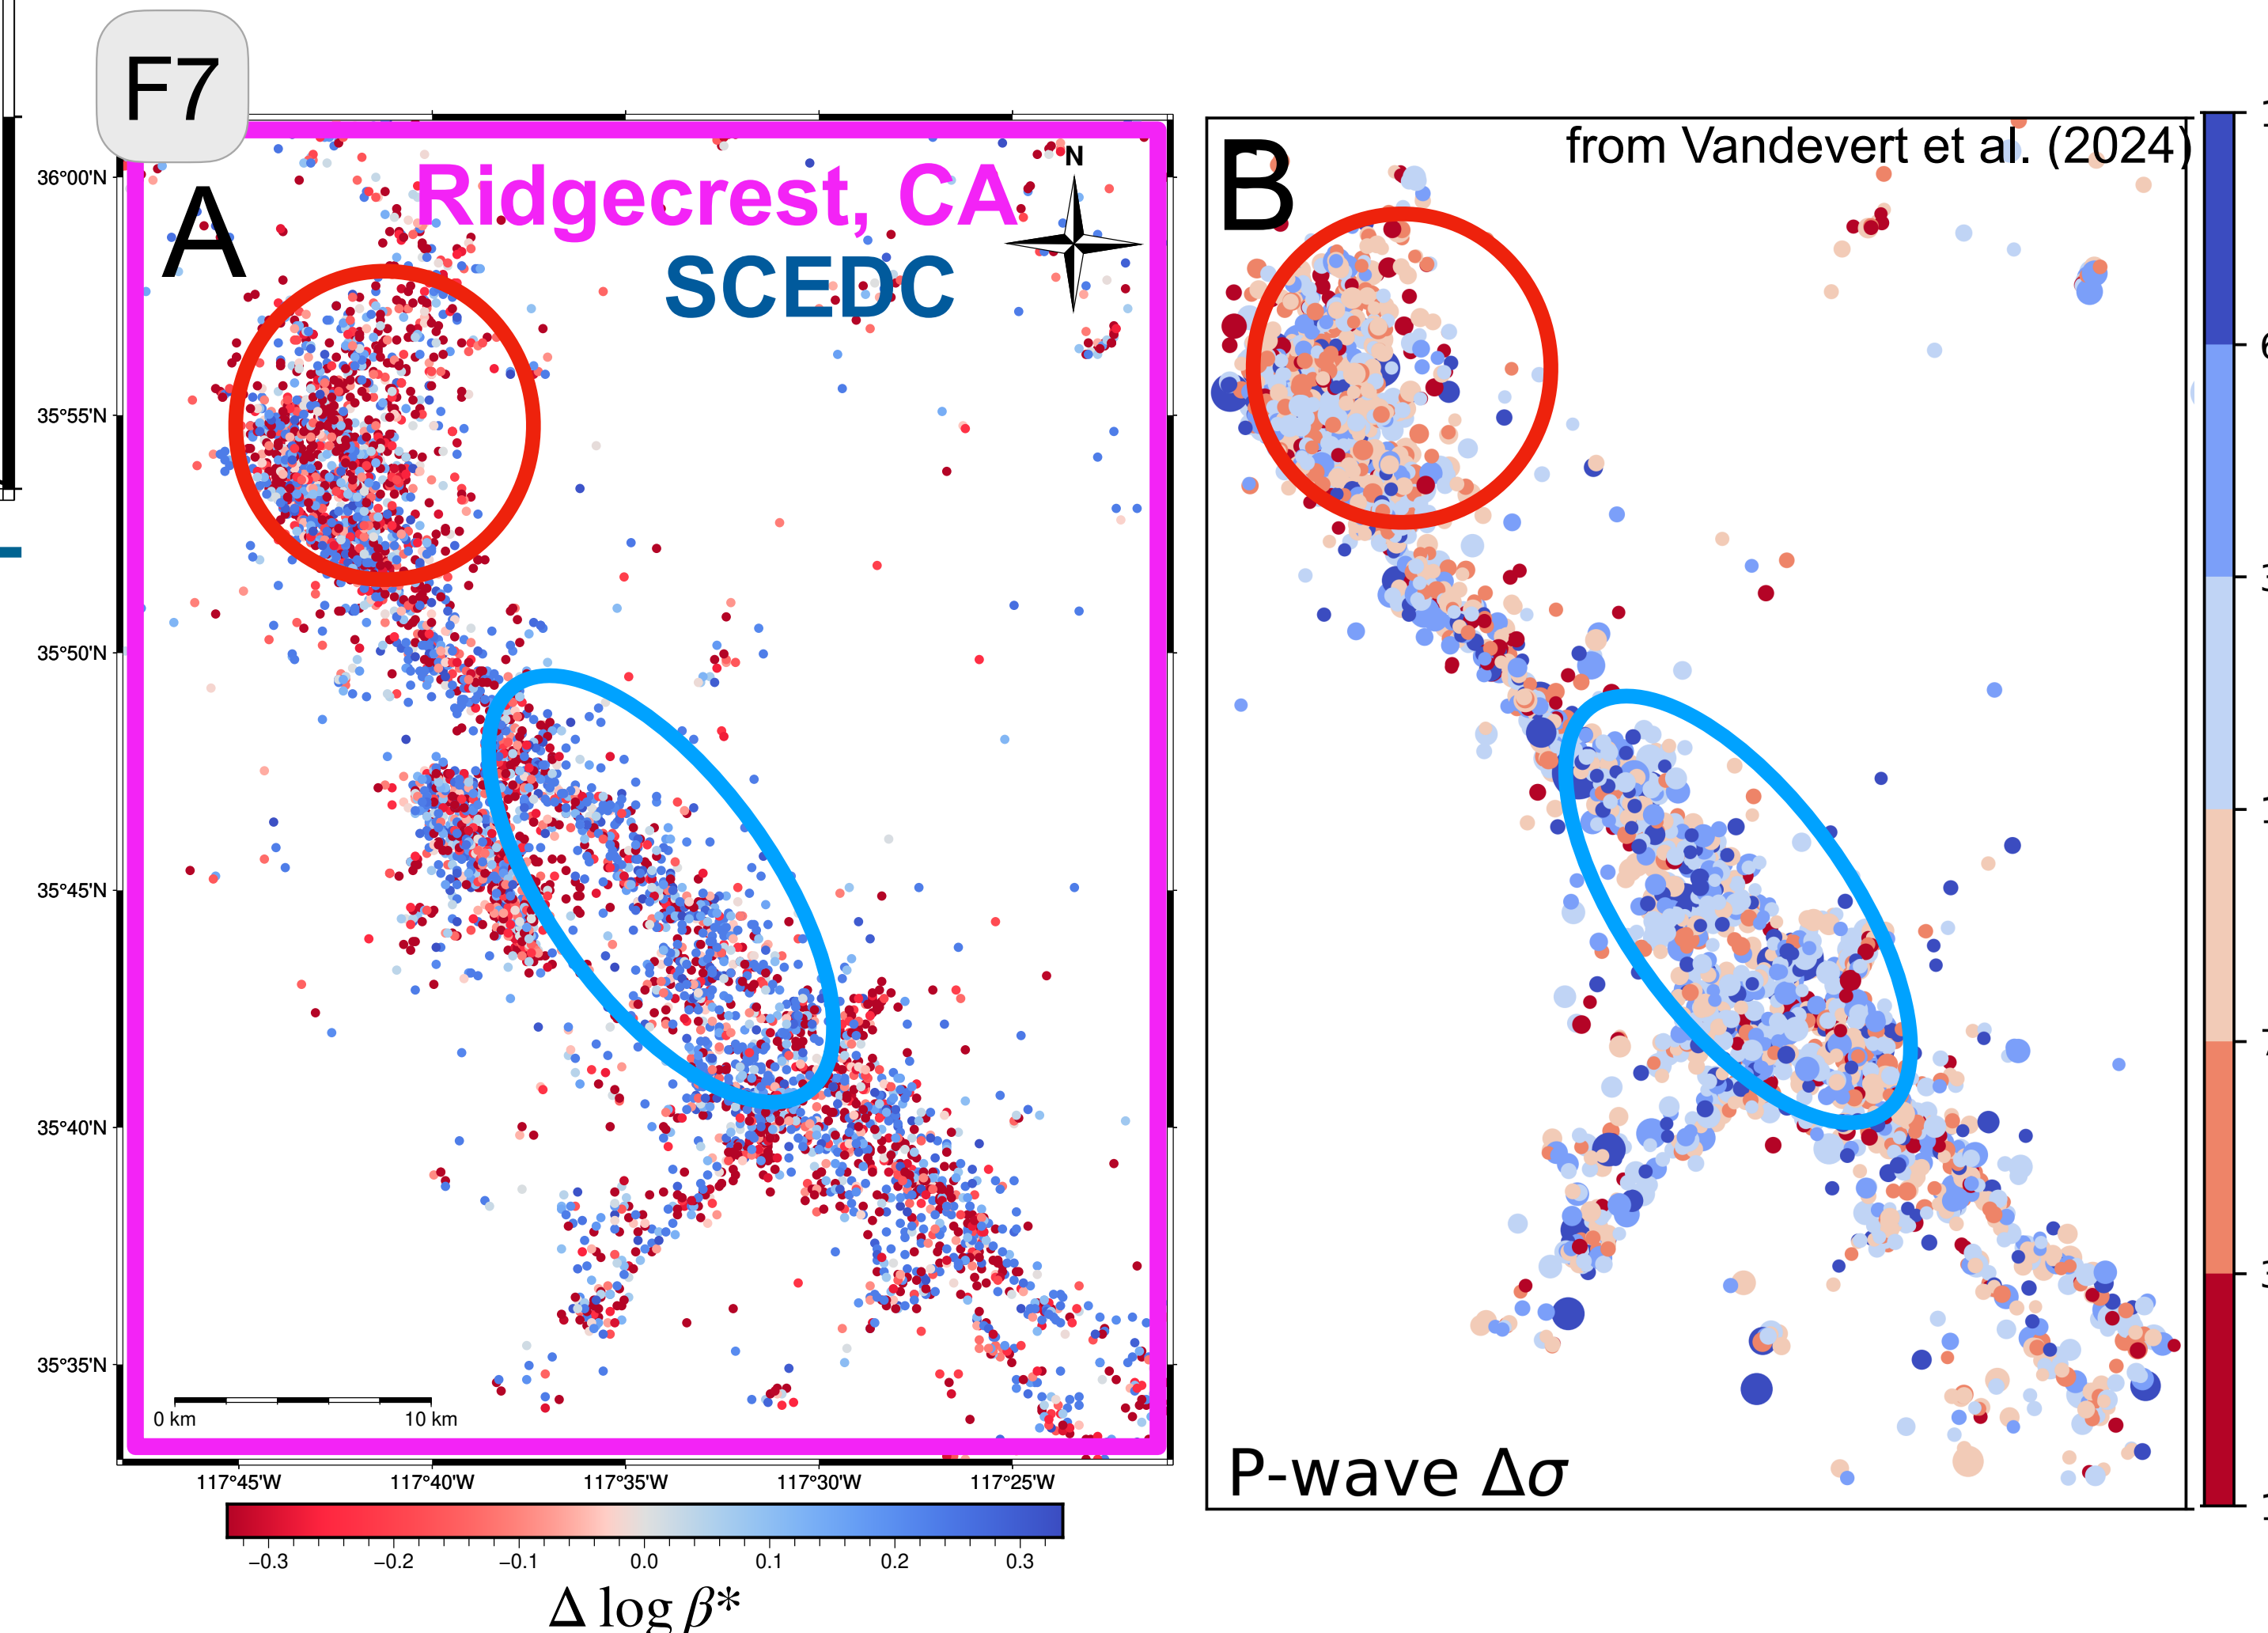 F7
A
Ridgecrest, CA
SCEDC
N
36°00'N
35°55'N
35°50'N
35°45'N
35°40'N
35°35'N
0 km 10 km
117°45'W 117°40'W 117°35'W 117°30'W 117°25'W
−0.3 −0.2 −0.1 0.0 0.1 0.2 0.3
Δ log β*
B
from Vandevert et al. (2024)
P-wave Δσ